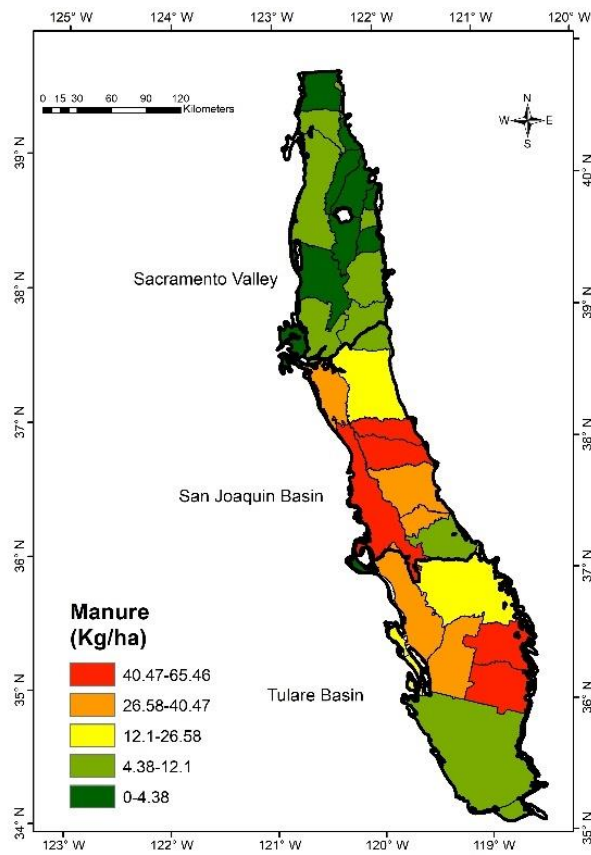 125° W 124° W 123° W 122° W 121° W 120° W
0 15 30 60 90 120
Kilometers
N
W E
S
39° N
40° N
Sacramento Valley
38° N
39° N
37° N
38° N
San Joaquin Basin
36° N
37° N
Manure
(Kg/ha)
40.47-65.46
26.58-40.47
12.1-26.58
4.38-12.1
0-4.38
Tulare Basin
35° N
36° N
34° N
35° N
123° W 122° W 121° W 120° W 119° W